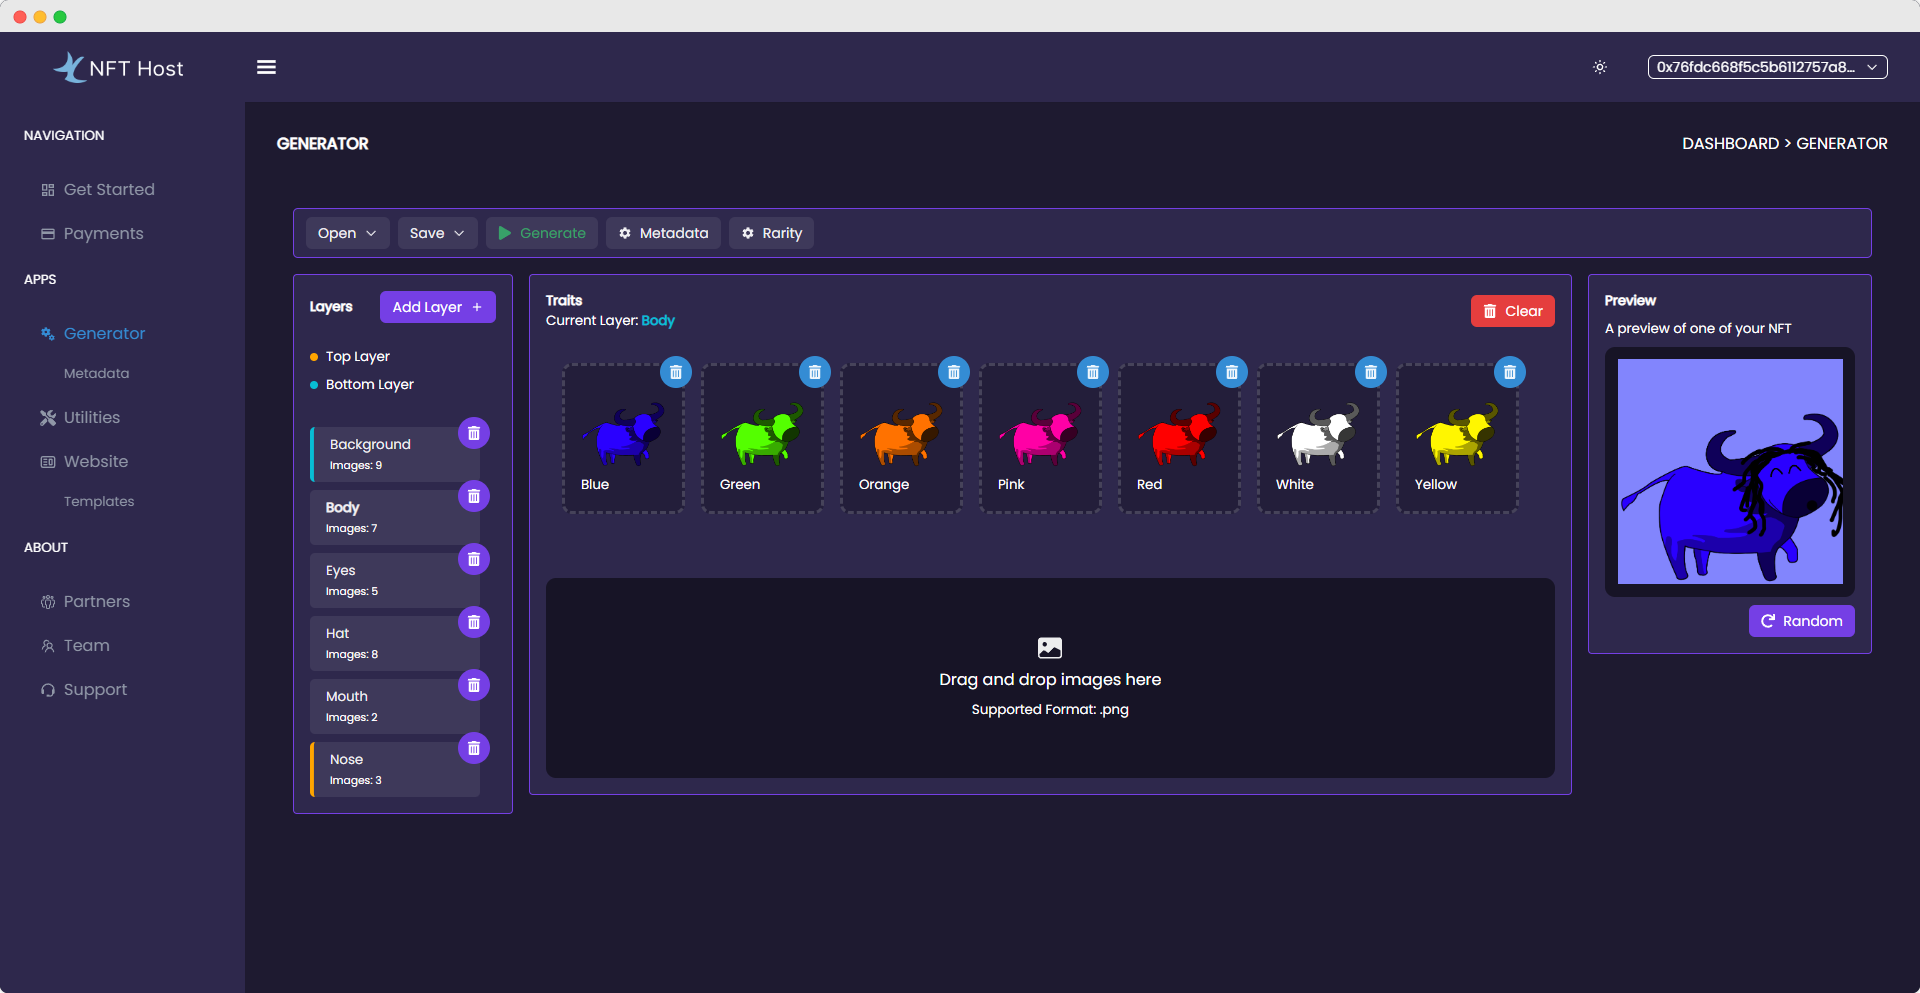 NFT Host
0x76fdc668f5c5b6112757a8...
NAVIGATION
Get Started
Payments
APPS
Generator
Metadata
Utilities
Website
Templates
ABOUT
Partners
Team
Support
GENERATOR
DASHBOARD > GENERATOR
Open
Save
Generate
Metadata
Rarity
Layers
Add Layer +
Top Layer
Bottom Layer
Background
Images: 9
Body
Images: 7
Eyes
Images: 5
Hat
Images: 8
Mouth
Images: 2
Nose
Images: 3
Traits
Current Layer: Body
Clear
Blue
Green
Orange
Pink
Red
White
Yellow
Drag and drop images here
Supported Format: .png
Preview
A preview of one of your NFT
Random